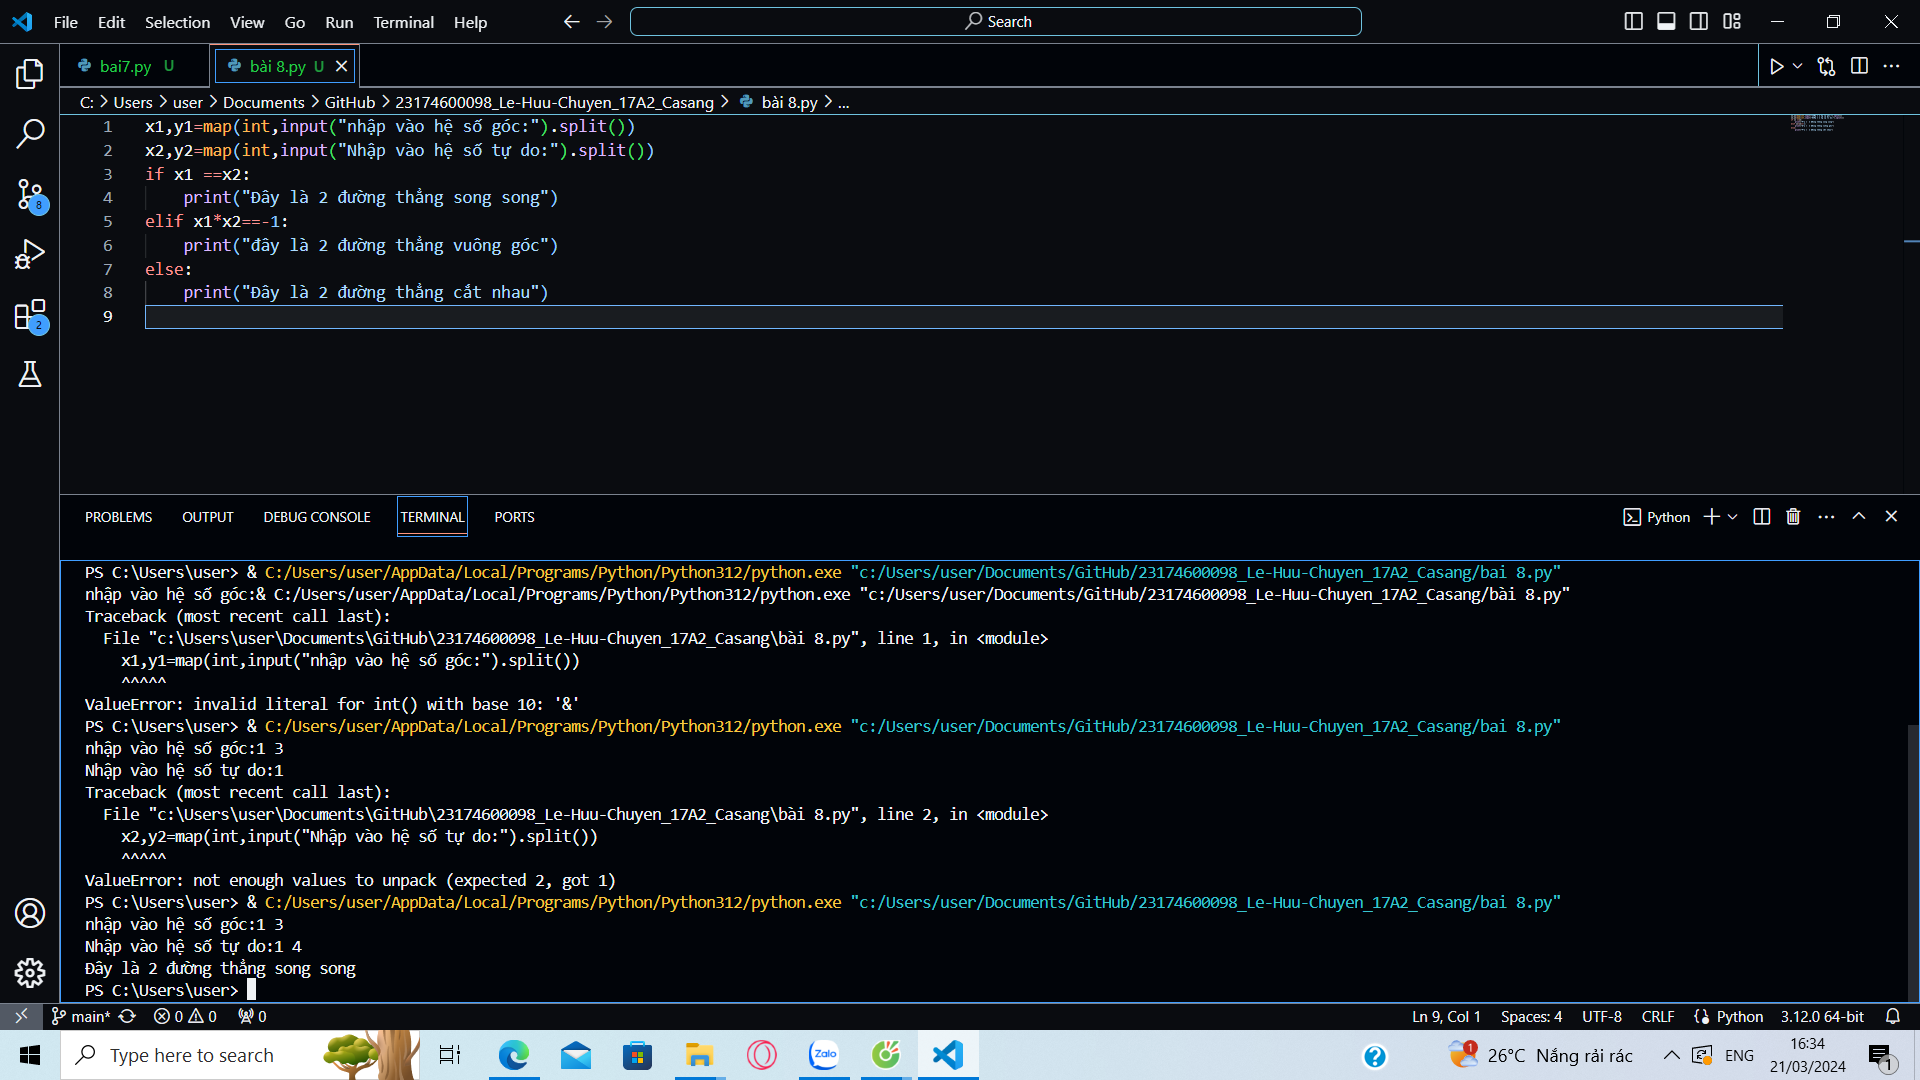 File Edit Selection View Go Run Terminal Help
Search
bai7.py U
bài 8.py U
C: > Users > user > Documents > GitHub > 23174600098_Le-Huu-Chuyen_17A2_Casang > bài 8.py > ...
1 x1,y1=map(int,input("nhập vào hệ số góc:").split())
2 x2,y2=map(int,input("Nhập vào hệ số tự do:").split())
3 if x1 ==x2:
4 print("Đây là 2 đường thẳng song song")
5 elif x1*x2==-1:
6 print("đây là 2 đường thẳng vuông góc")
7 else:
8 print("Đây là 2 đường thẳng cắt nhau")
9
8
2
PROBLEMS OUTPUT DEBUG CONSOLE TERMINAL PORTS
Python
PS C:\Users\user> & C:/Users/user/AppData/Local/Programs/Python/Python312/python.exe "c:/Users/user/Documents/GitHub/23174600098_Le-Huu-Chuyen_17A2_Casang/bài 8.py"
nhập vào hệ số góc:& C:/Users/user/AppData/Local/Programs/Python/Python312/python.exe "c:/Users/user/Documents/GitHub/23174600098_Le-Huu-Chuyen_17A2_Casang/bài 8.py"
Traceback (most recent call last):
File "c:\Users\user\Documents\GitHub\23174600098_Le-Huu-Chuyen_17A2_Casang\bài 8.py", line 1, in <module>
x1,y1=map(int,input("nhập vào hệ số góc:").split())
^^^^^
ValueError: invalid literal for int() with base 10: '&'
PS C:\Users\user> & C:/Users/user/AppData/Local/Programs/Python/Python312/python.exe "c:/Users/user/Documents/GitHub/23174600098_Le-Huu-Chuyen_17A2_Casang/bài 8.py"
nhập vào hệ số góc:1 3
Nhập vào hệ số tự do:1
Traceback (most recent call last):
File "c:\Users\user\Documents\GitHub\23174600098_Le-Huu-Chuyen_17A2_Casang\bài 8.py", line 2, in <module>
x2,y2=map(int,input("Nhập vào hệ số tự do:").split())
^^^^^
ValueError: not enough values to unpack (expected 2, got 1)
PS C:\Users\user> & C:/Users/user/AppData/Local/Programs/Python/Python312/python.exe "c:/Users/user/Documents/GitHub/23174600098_Le-Huu-Chuyen_17A2_Casang/bài 8.py"
nhập vào hệ số góc:1 3
Nhập vào hệ số tự do:1 4
Đây là 2 đường thẳng song song
PS C:\Users\user>
main* 0 0 0 Ln 9, Col 1 Spaces: 4 UTF-8 CRLF Python 3.12.0 64-bit
Type here to search
Zalo
1
26°C Nắng rải rác
ENG
16:34
21/03/2024
1